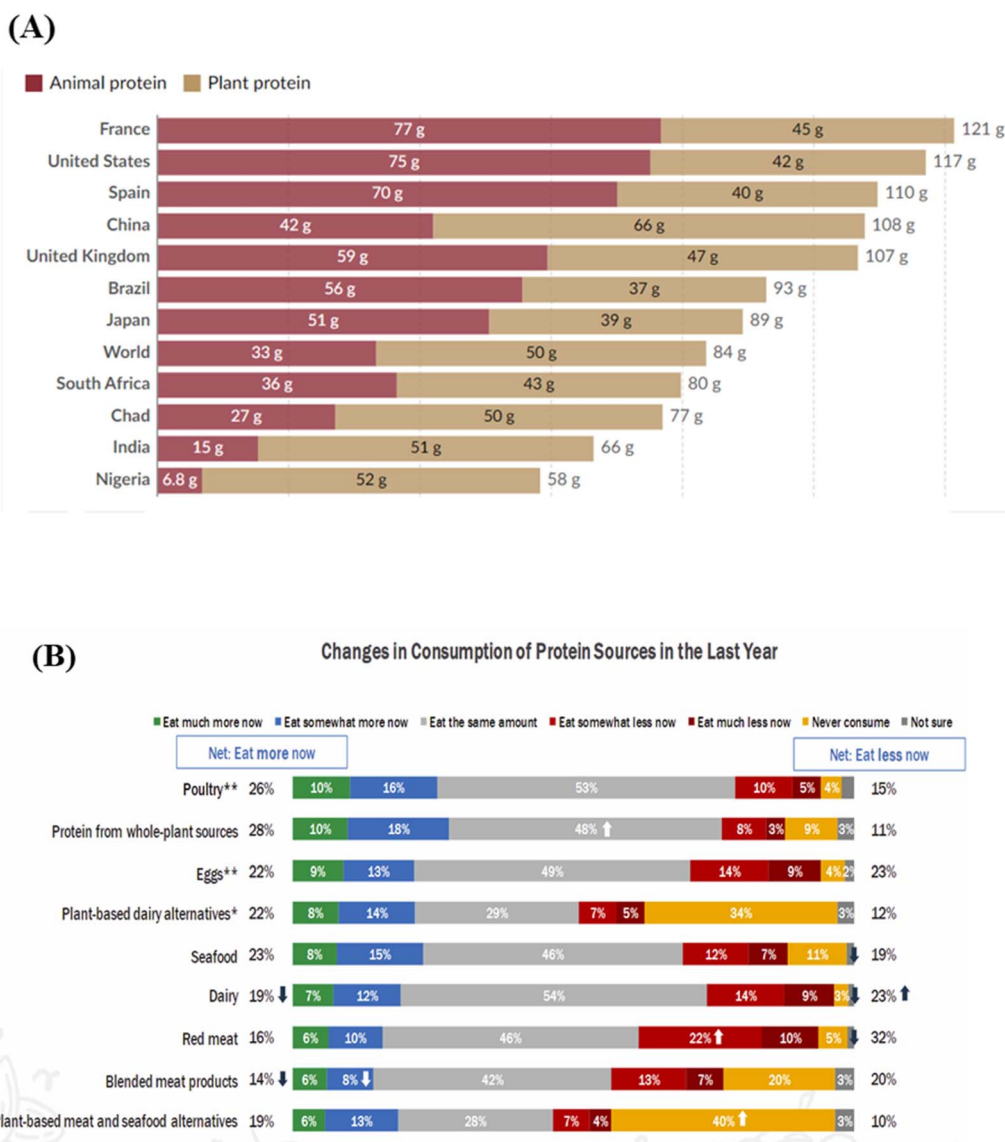 (A)
Animal protein Plant protein
France 77 g 45 g 121 g
United States 75 g 42 g 117 g
Spain 70 g 40 g 110 g
China 42 g 66 g 108 g
United Kingdom 59 g 47 g 107 g
Brazil 56 g 37 g 93 g
Japan 51 g 39 g 89 g
World 33 g 50 g 84 g
South Africa 36 g 43 g 80 g
Chad 27 g 50 g 77 g
India 15 g 51 g 66 g
Nigeria 6.8 g 52 g 58 g
(B)
Changes in Consumption of Protein Sources in the Last Year
Eat much more now Eat somewhat more now Eat the same amount Eat somewhat less now Eat much less now Never consume Not sure
Net: Eat more now Net: Eat less now
Poultry** 26% 10% 16% 53% 10% 5% 4% 15%
Protein from whole-plant sources 28% 10% 18% 48% 8% 3% 9% 3% 11%
Eggs** 22% 9% 13% 49% 14% 9% 4% 2% 23%
Plant-based dairy alternatives* 22% 8% 14% 29% 7% 5% 34% 3% 12%
Seafood 23% 8% 15% 46% 12% 7% 11% 19%
Dairy 19% 7% 12% 54% 14% 9% 3% 23%
Red meat 16% 6% 10% 46% 22% 10% 5% 32%
Blended meat products 14% 6% 8% 42% 13% 7% 20% 3% 20%
lant-based meat and seafood alternatives 19% 6% 13% 28% 7% 4% 40% 3% 10%